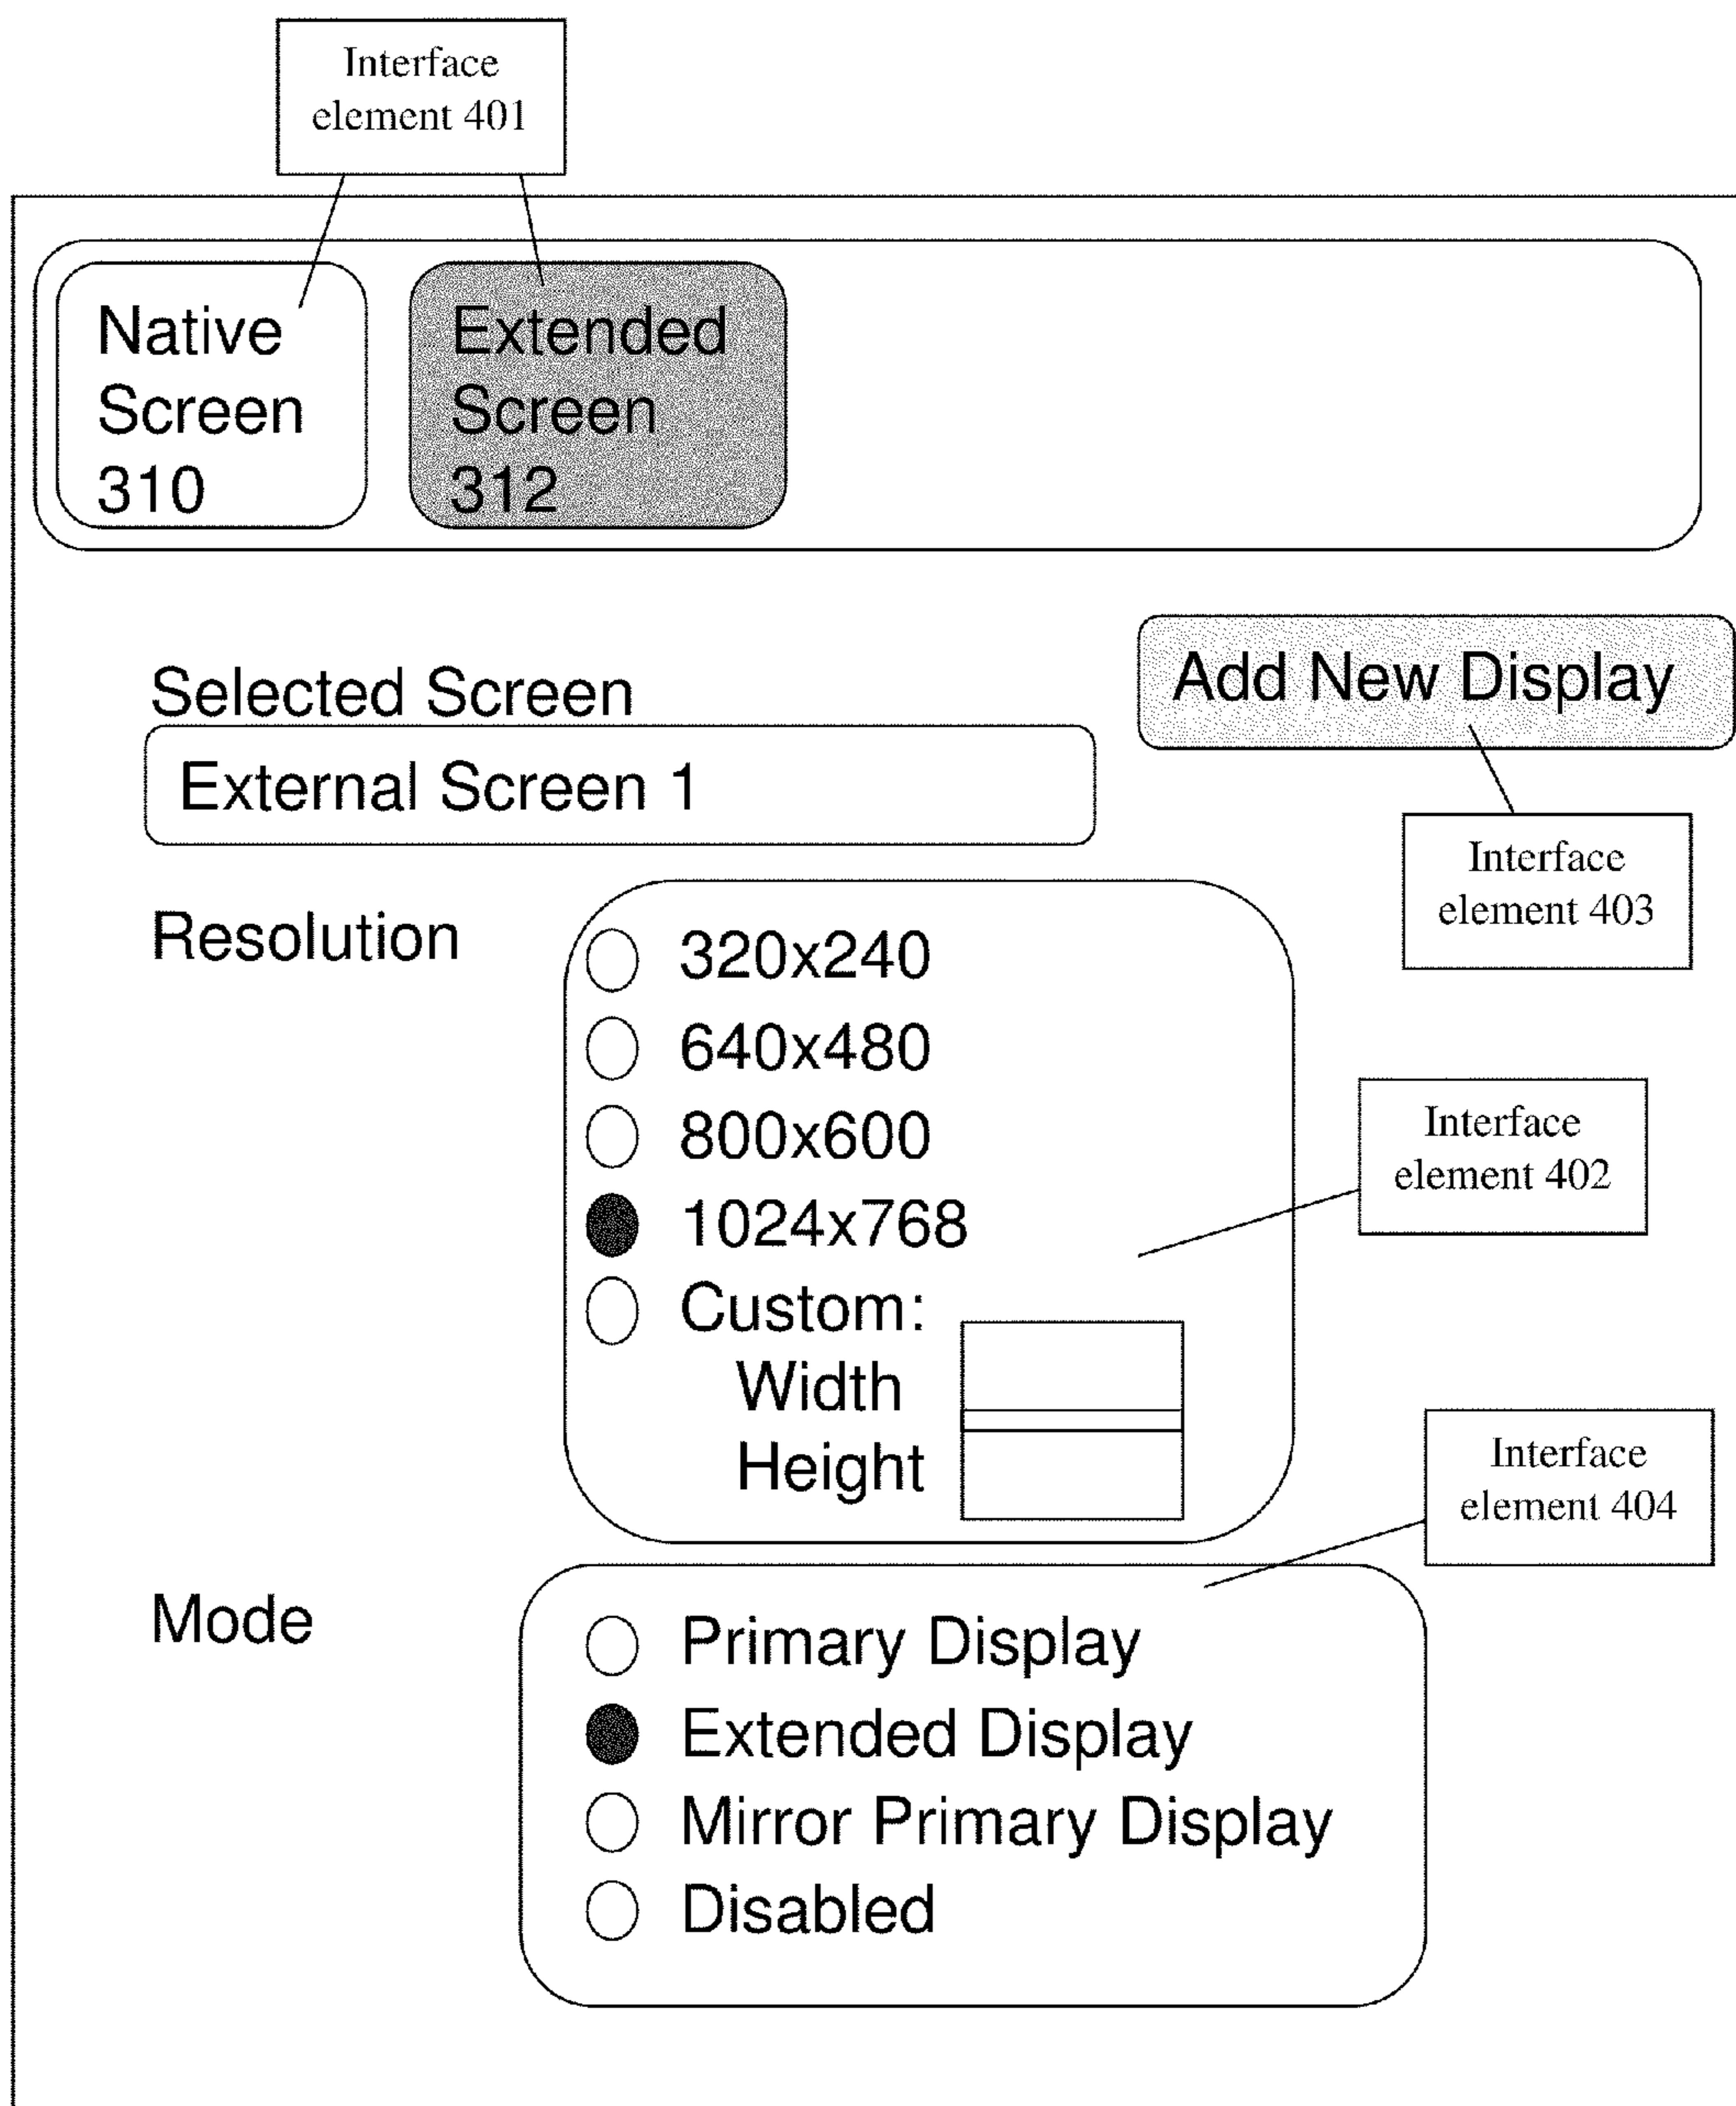 Interface
element 401
Native
Screen
310
Extended
Screen
312
Selected Screen
Add New Display
External Screen 1
Interface
element 403
Resolution
320x240
640x480
800x600
1024x768
Custom:
Width
Height
Interface
element 402
Interface
element 404
Mode
Primary Display
Extended Display
Mirror Primary Display
Disabled